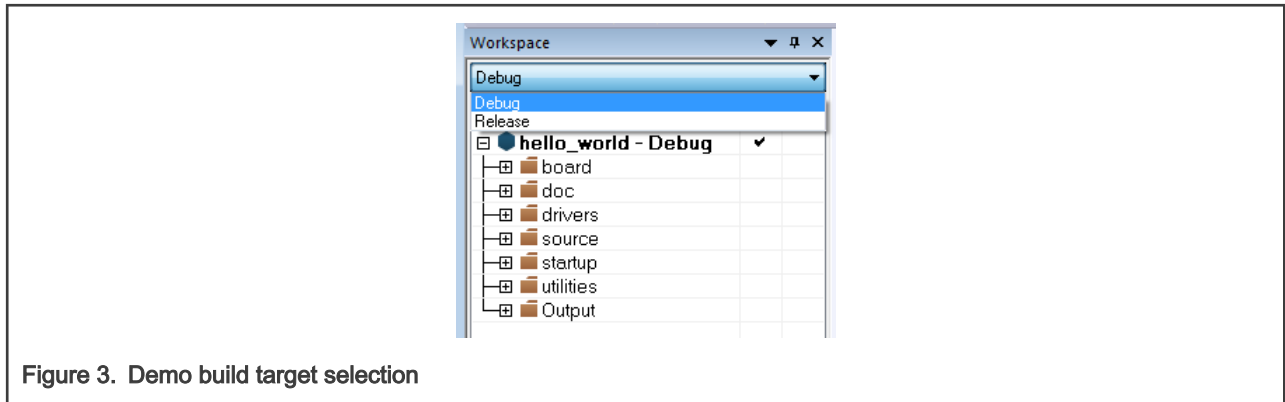 Workspace
Debug
Debug
Release
hello_world - Debug
board
doc
drivers
source
startup
utilities
Output
Figure 3. Demo build target selection